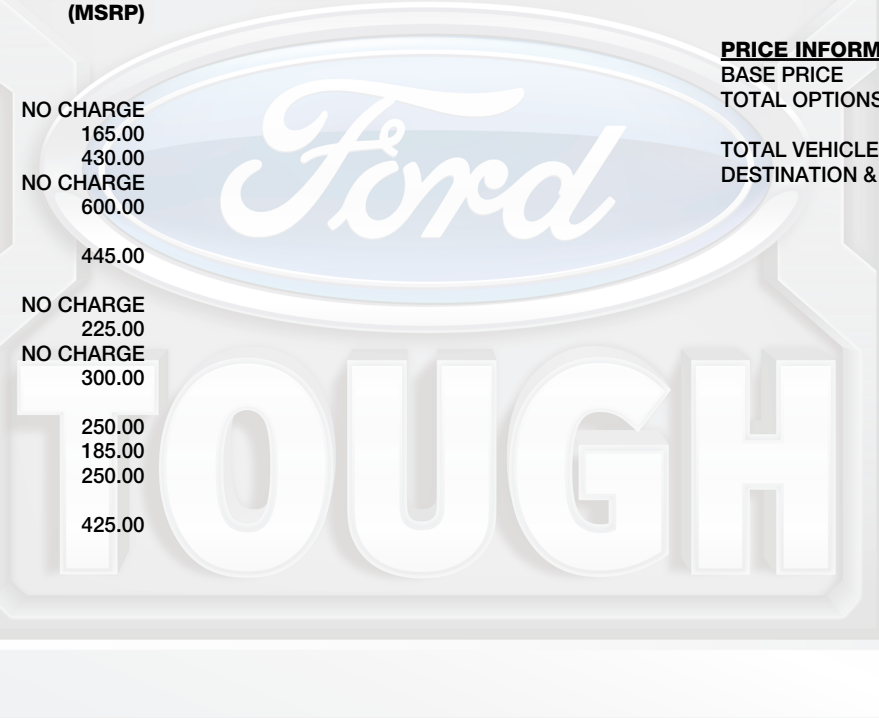 (MSRP)
NO CHARGE
165.00
430.00
NO CHARGE
600.00
445.00
NO CHARGE
225.00
NO CHARGE
300.00
250.00
185.00
250.00
425.00
PRICE INFORM
BASE PRICE
TOTAL OPTIONS
TOTAL VEHICLE
DESTINATION &
Ford
TOUGH